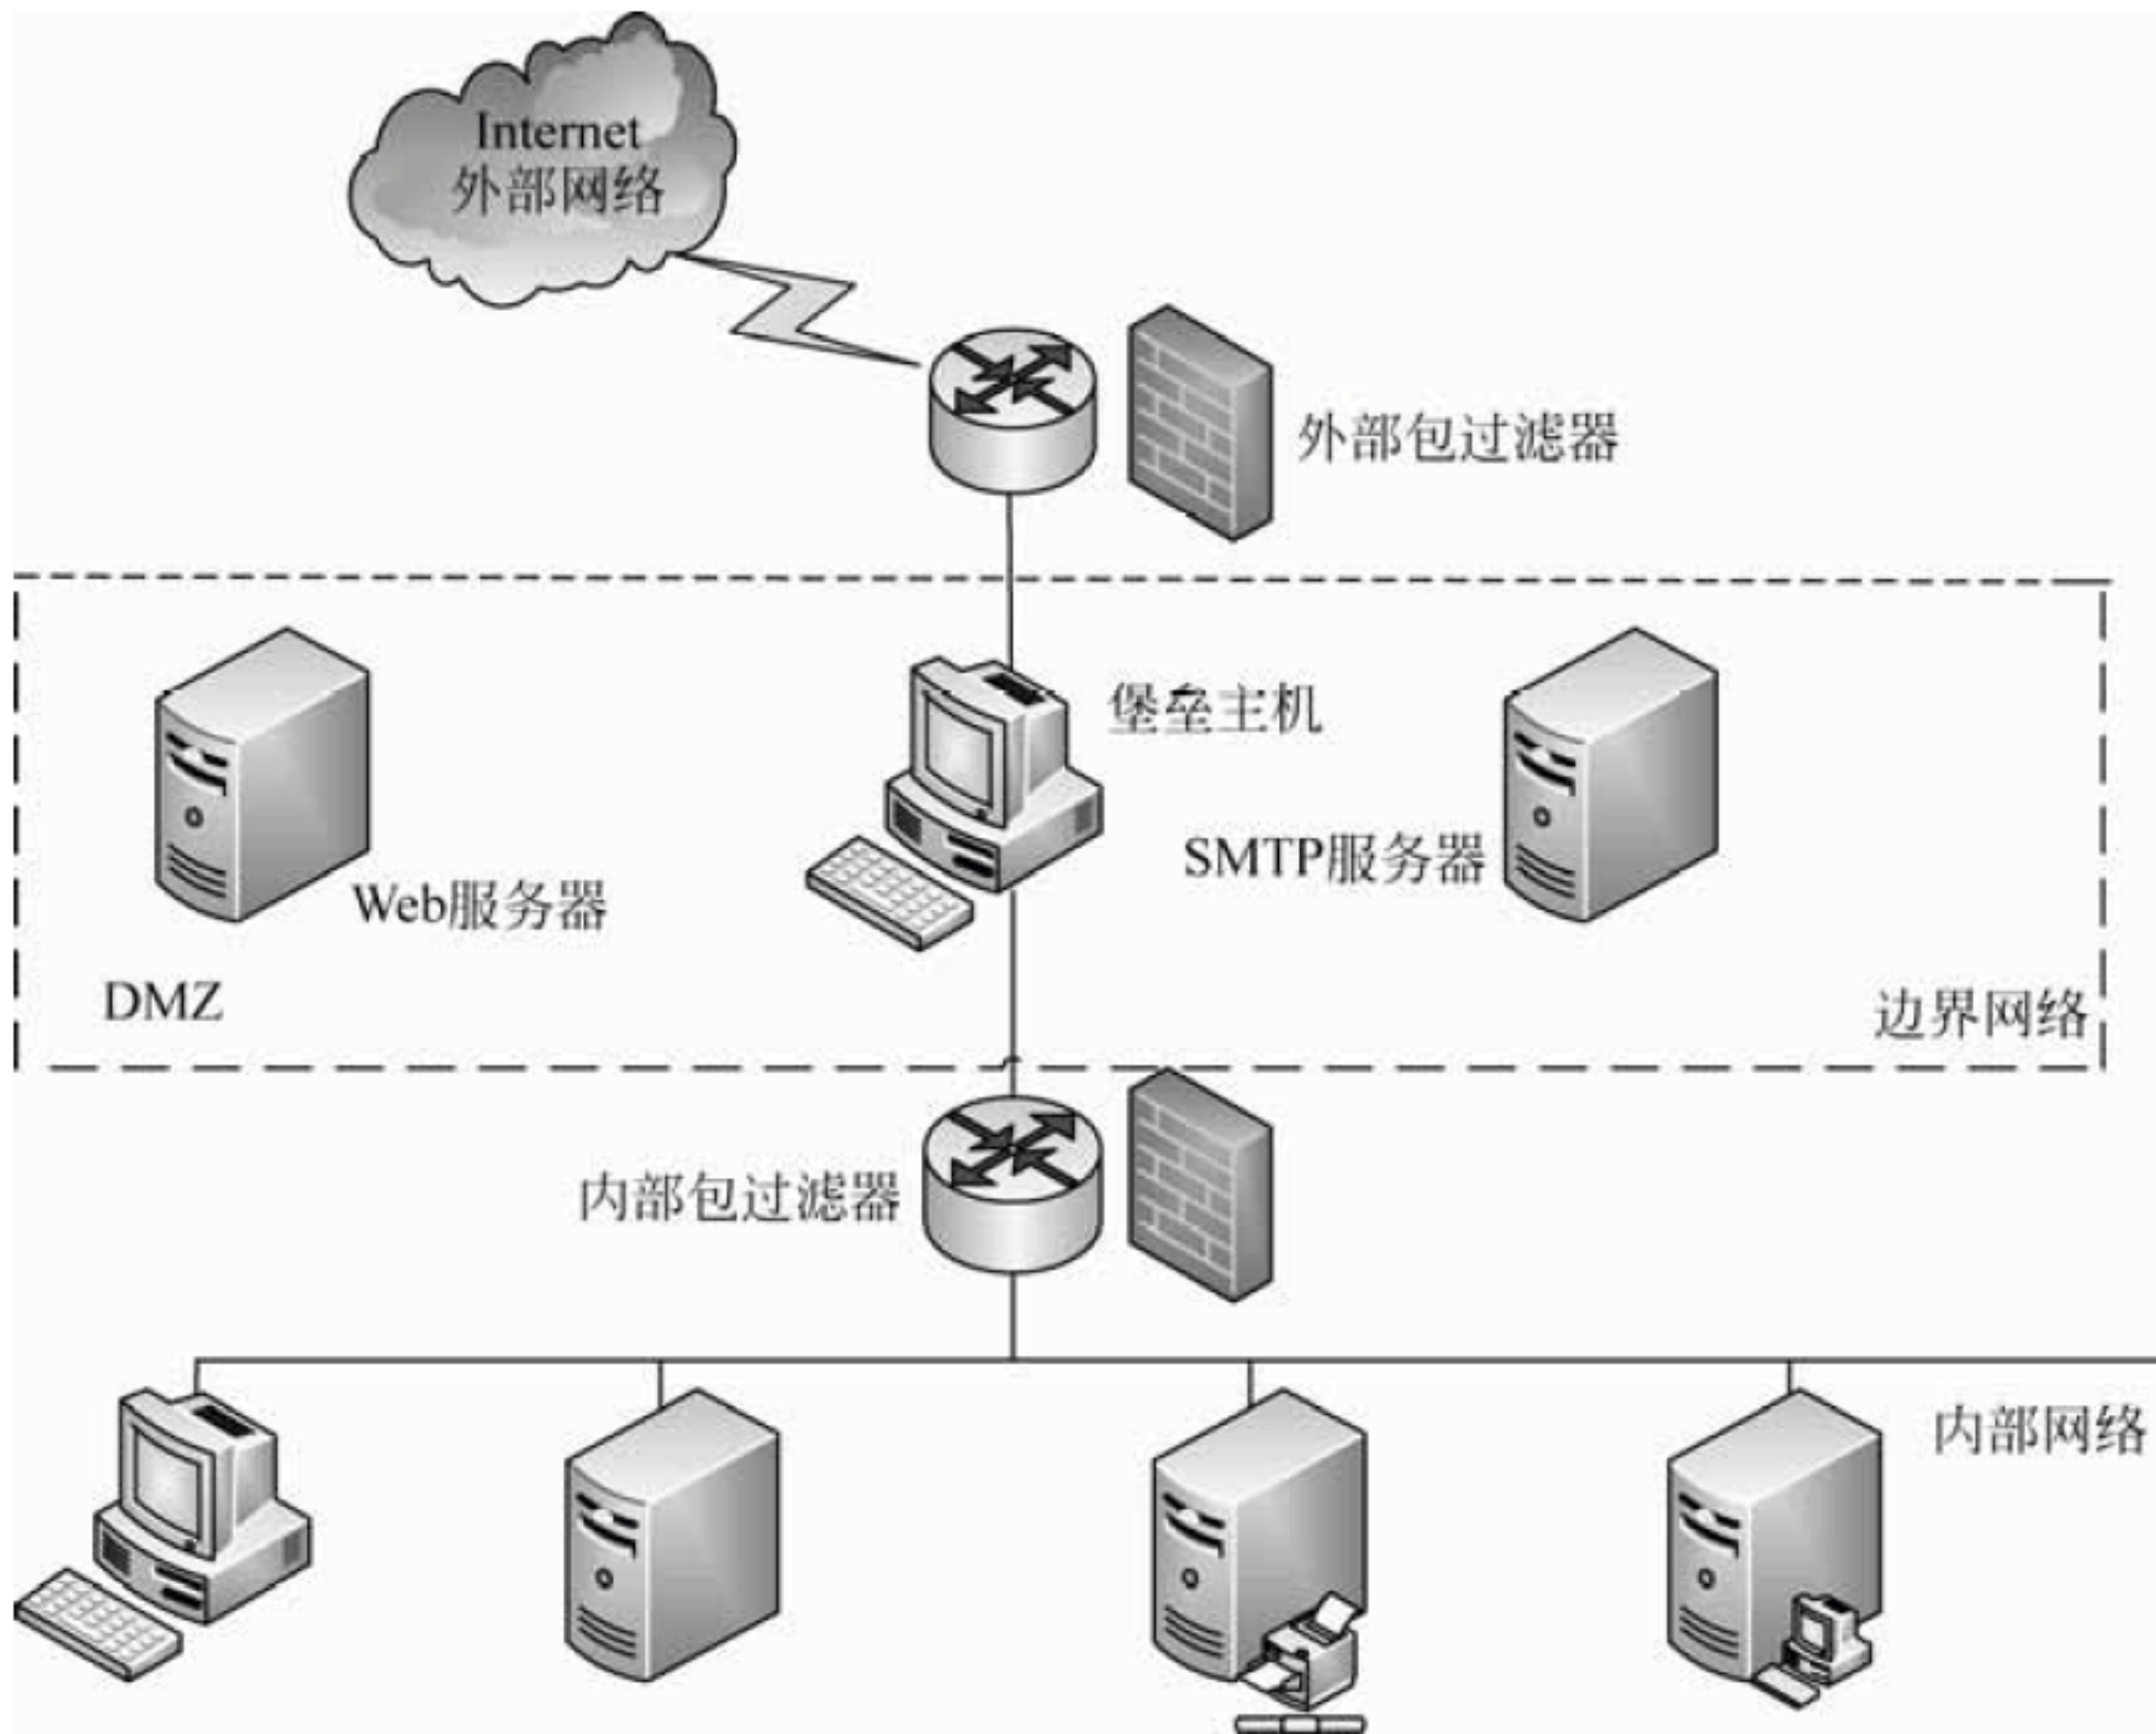 Internet
外部网络
外部包过滤器
堡垒主机
SMTP服务器
Web服务器
DMZ
边界网络
内部包过滤器
内部网络